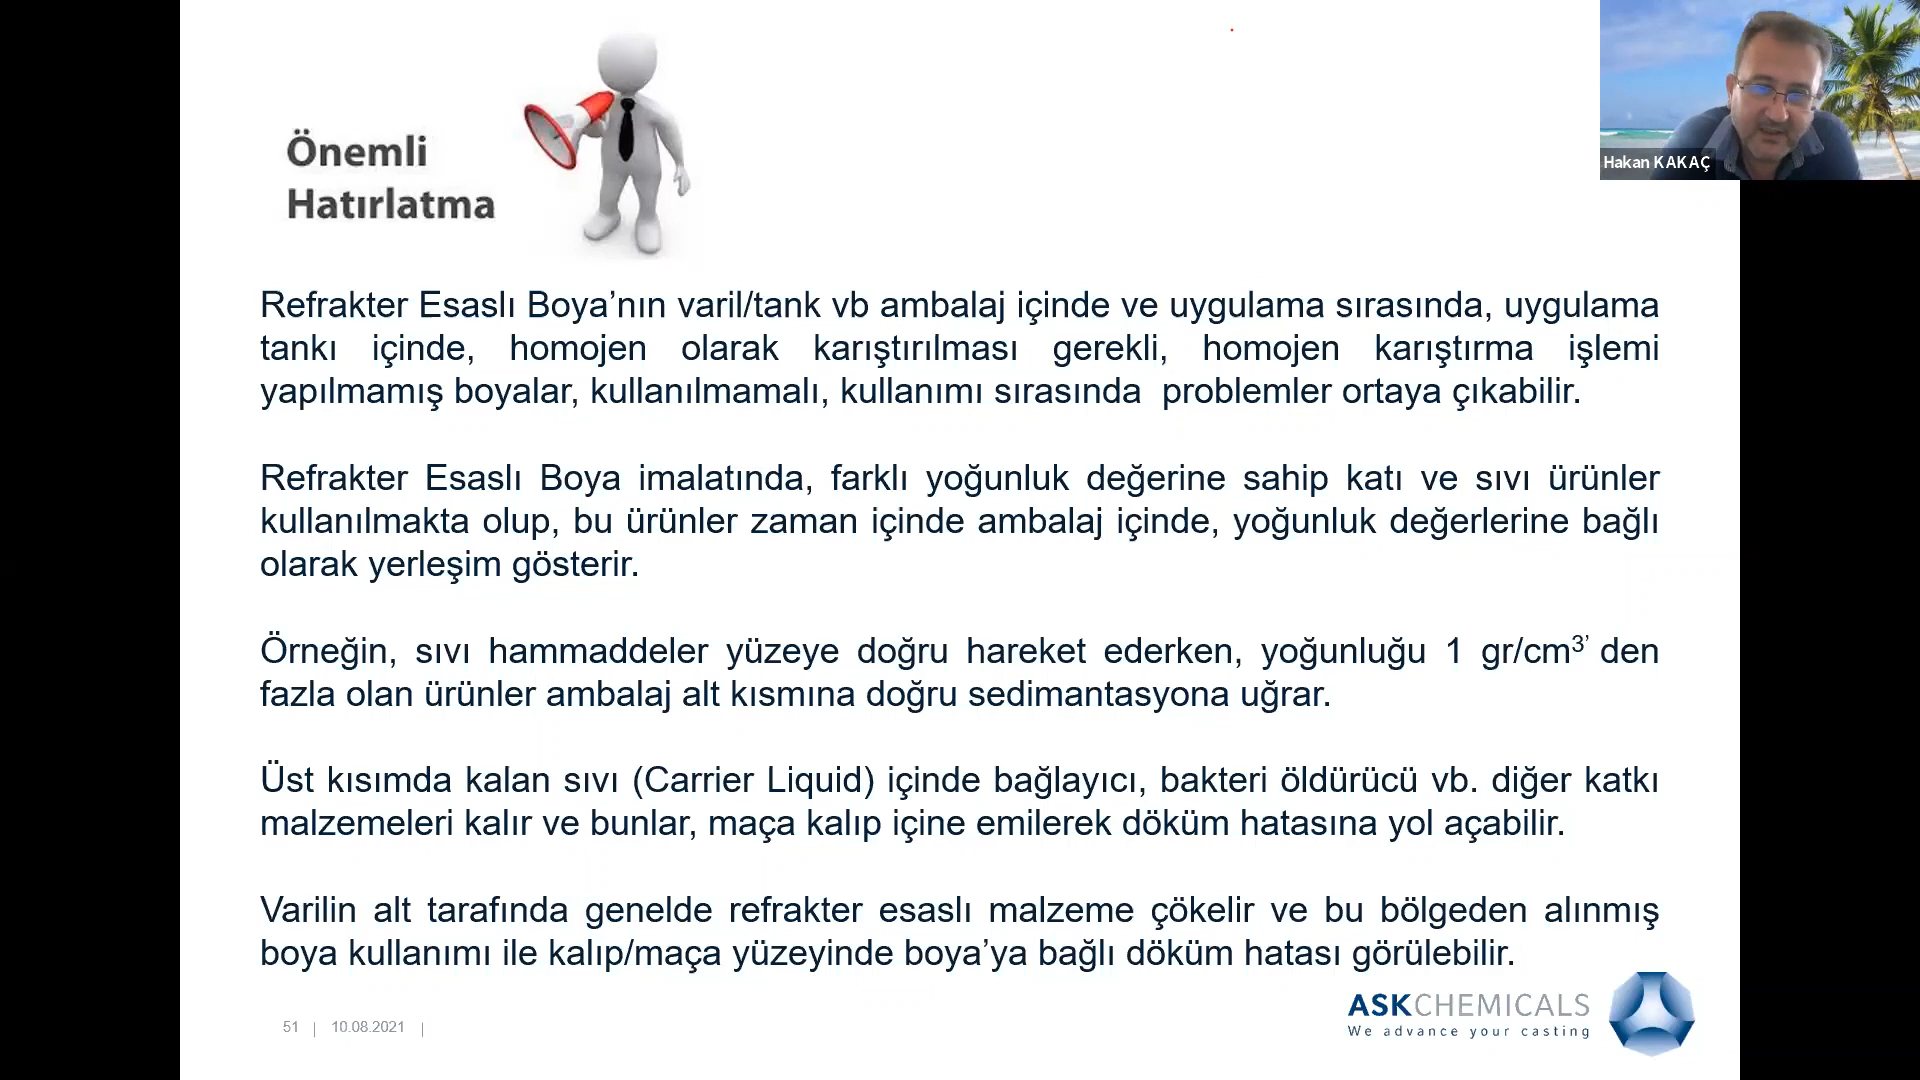 Önemli
Hatırlatma
Hakan KAKAÇ
Refrakter Esaslı Boya’nın varil/tank vb ambalaj içinde ve uygulama sırasında, uygulama
tankı içinde, homojen olarak karıştırılması gerekli, homojen karıştırma işlemi
yapılmamış boyalar, kullanılmamalı, kullanımı sırasında problemler ortaya çıkabilir.
Refrakter Esaslı Boya imalatında, farklı yoğunluk değerine sahip katı ve sıvı ürünler
kullanılmakta olup, bu ürünler zaman içinde ambalaj içinde, yoğunluk değerlerine bağlı
olarak yerleşim gösterir.
Örneğin, sıvı hammaddeler yüzeye doğru hareket ederken, yoğunluğu 1 gr/cm³’ den
fazla olan ürünler ambalaj alt kısmına doğru sedimantasyona uğrar.
Üst kısımda kalan sıvı (Carrier Liquid) içinde bağlayıcı, bakteri öldürücü vb. diğer katkı
malzemeleri kalır ve bunlar, maça kalıp içine emilerek döküm hatasına yol açabilir.
Varilin alt tarafında genelde refrakter esaslı malzeme çökelir ve bu bölgeden alınmış
boya kullanımı ile kalıp/maça yüzeyinde boya’ya bağlı döküm hatası görülebilir.
51 | 10.08.2021 |
ASKCHEMICALS
We advance your casting